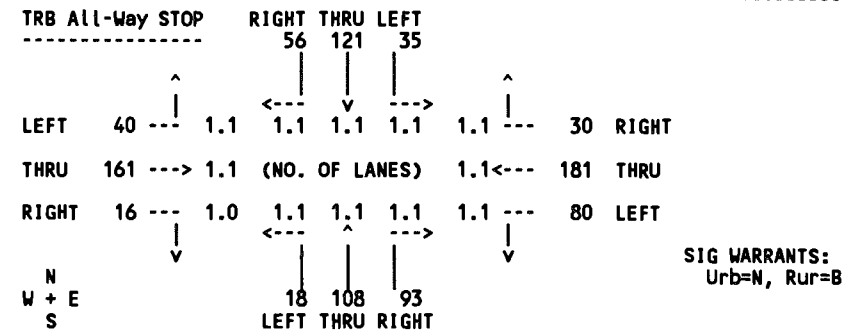 TRB All-Way STOP RIGHT THRU LEFT
---------------- 56 121 35
^ ^
<--- v --->
LEFT 40 --- 1.1 1.1 1.1 1.1 1.1 --- 30 RIGHT
THRU 161 ---> 1.1 (NO. OF LANES) 1.1<--- 181 THRU
RIGHT 16 --- 1.0 1.1 1.1 1.1 1.1 --- 80 LEFT
<--- ^ --->
v v
SIG WARRANTS:
N Urb=N, Rur=B
W + E 18 108 93
S LEFT THRU RIGHT